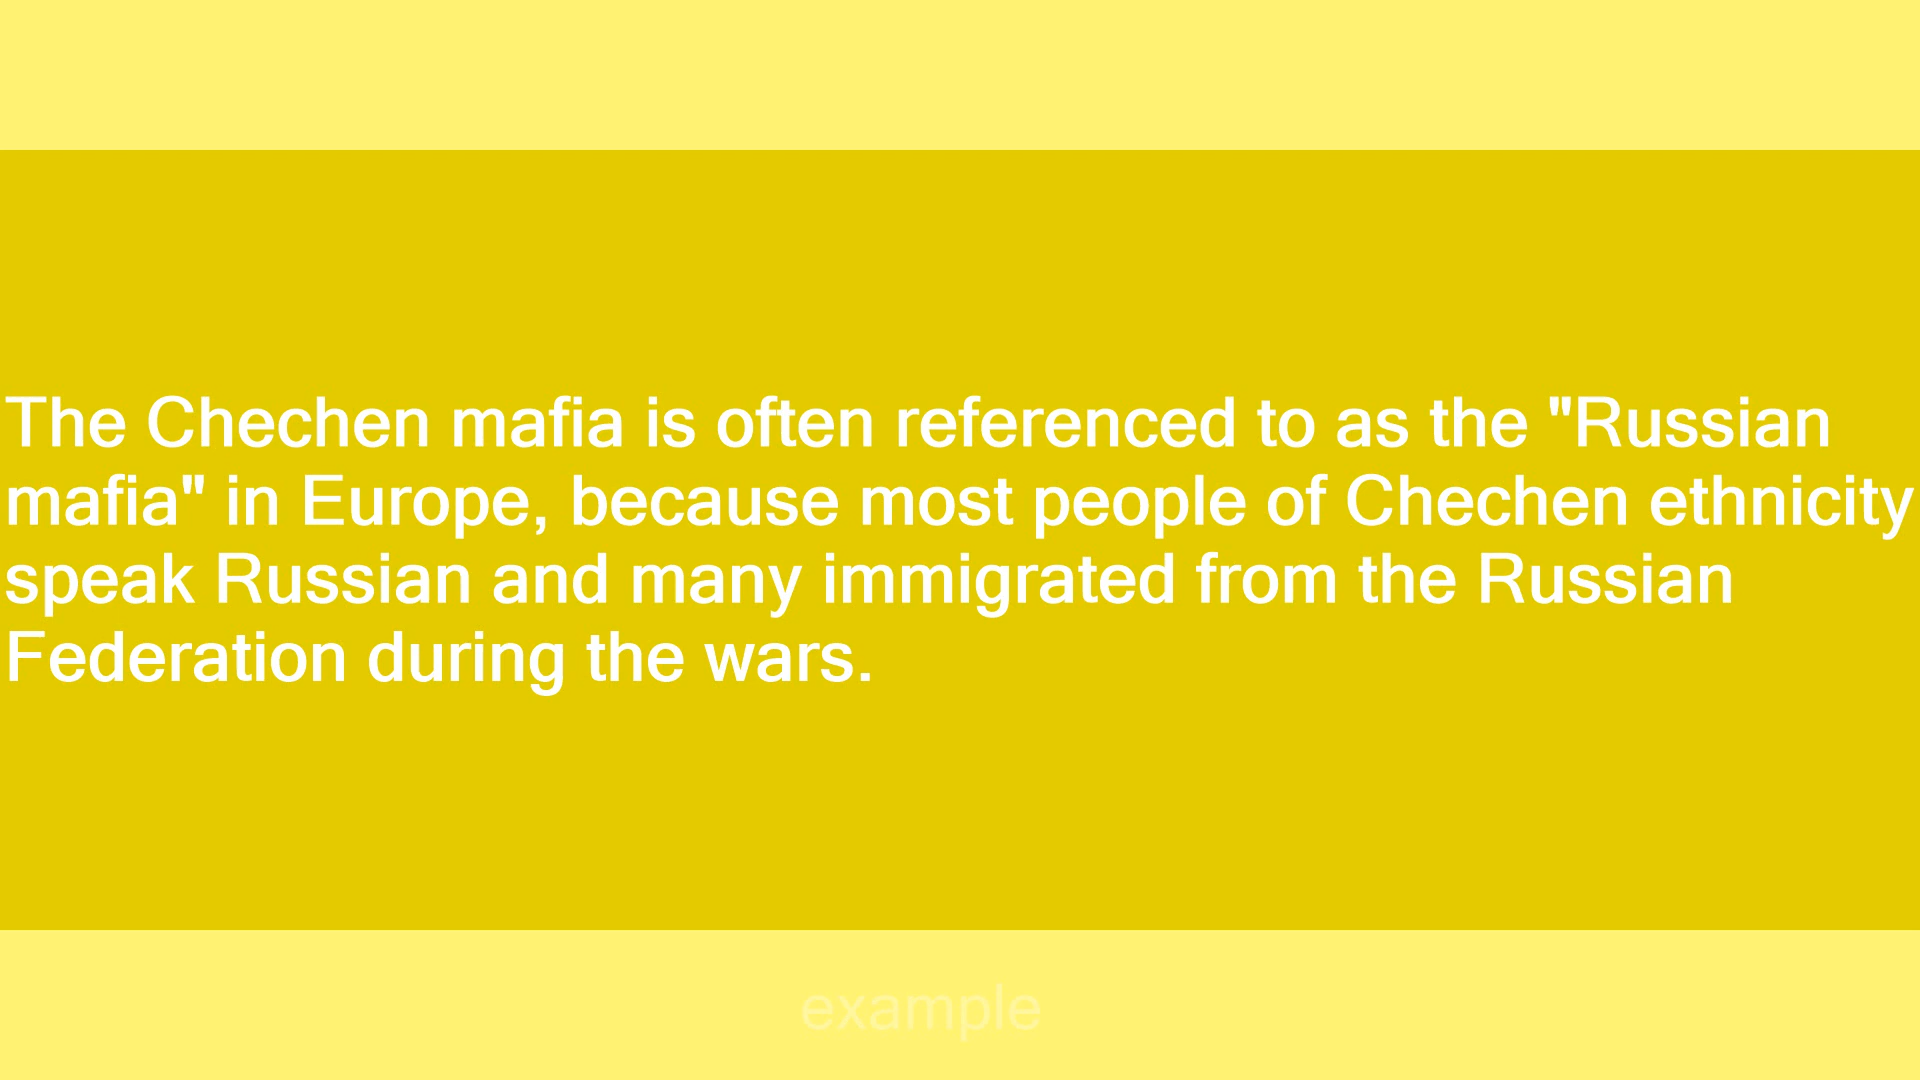 The Chechen mafia is often referenced to as the "Russian
mafia" in Europe, because most people of Chechen ethnicity
speak Russian and many immigrated from the Russian
Federation during the wars.
example